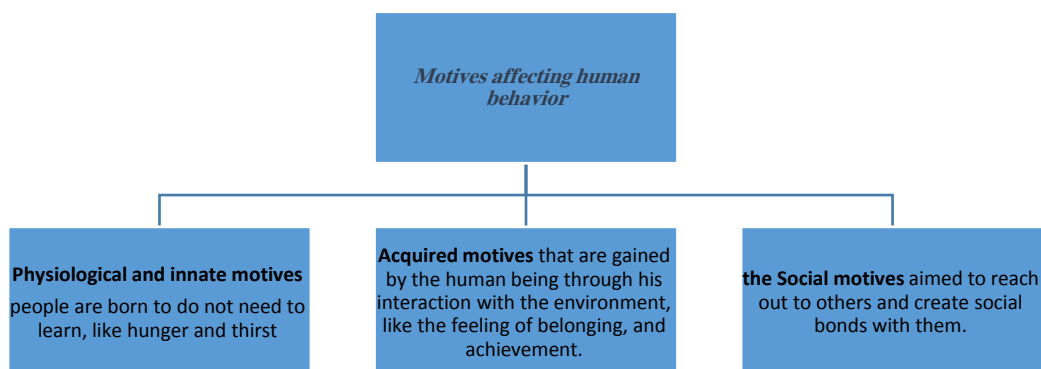 Motives affecting human
behavior
Physiological and innate motives
people are born to do not need to
learn, like hunger and thirst
Acquired motives that are gained
by the human being through his
interaction with the environment,
like the feeling of belonging, and
achievement.
the Social motives aimed to reach
out to others and create social
bonds with them.